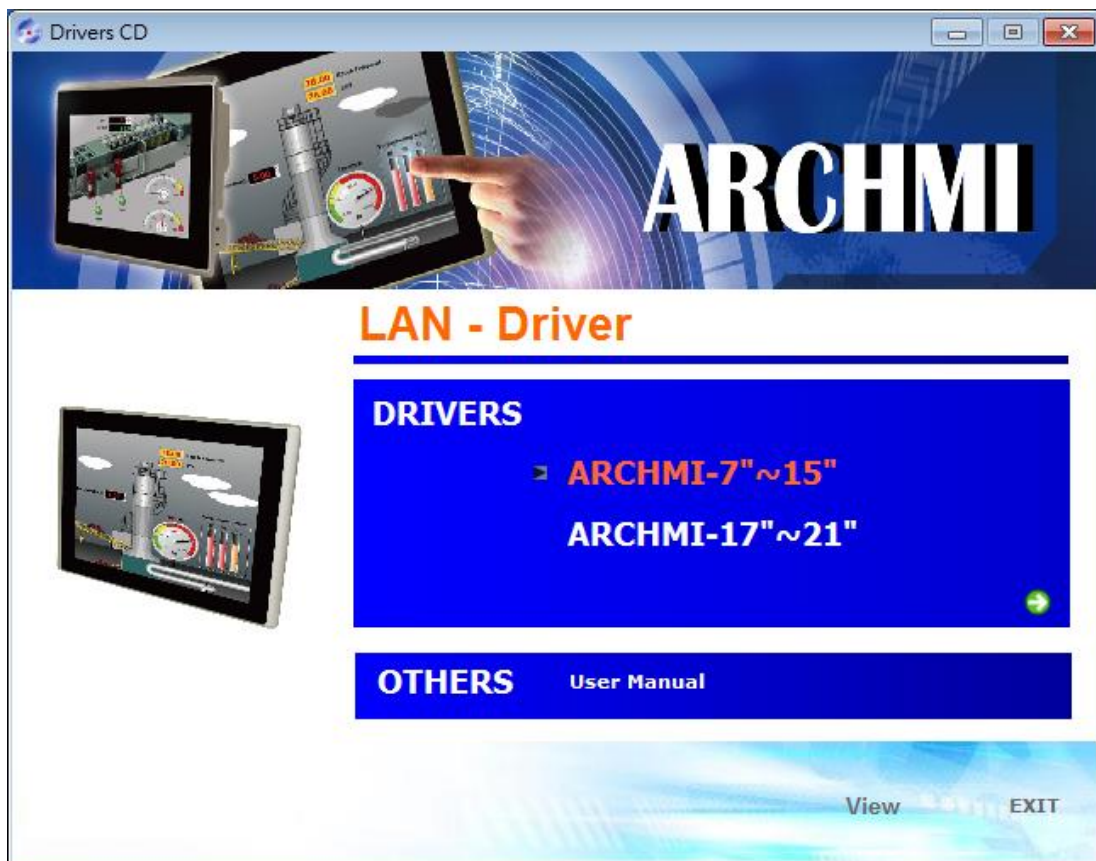 Drivers CD
ARCHMI
LAN - Driver
DRIVERS
ARCHMI-7"~15"
ARCHMI-17"~21"
OTHERS
User Manual
View
EXIT